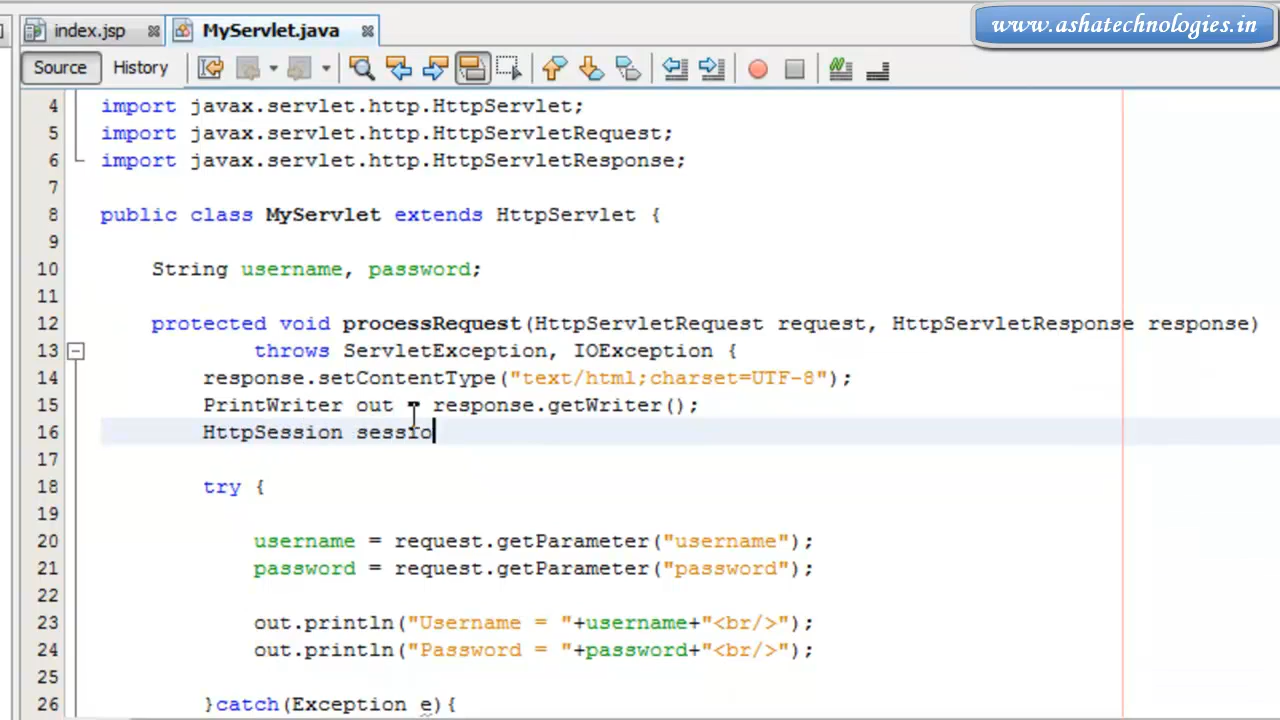 index.jsp
MyServlet.java
www.ashatechnologies.in
Source
History
4 import javax.servlet.http.HttpServlet;
5 import javax.servlet.http.HttpServletRequest;
6 import javax.servlet.http.HttpServletResponse;
7
8 public class MyServlet extends HttpServlet {
9
10 String username, password;
11
12 protected void processRequest(HttpServletRequest request, HttpServletResponse response)
13 throws ServletException, IOException {
14 response.setContentType("text/html;charset=UTF-8");
15 PrintWriter out = response.getWriter();
16 HttpSession sessio
17
18 try {
19
20 username = request.getParameter("username");
21 password = request.getParameter("password");
22
23 out.println("Username = "+username+"<br/>");
24 out.println("Password = "+password+"<br/>");
25
26 }catch(Exception e){